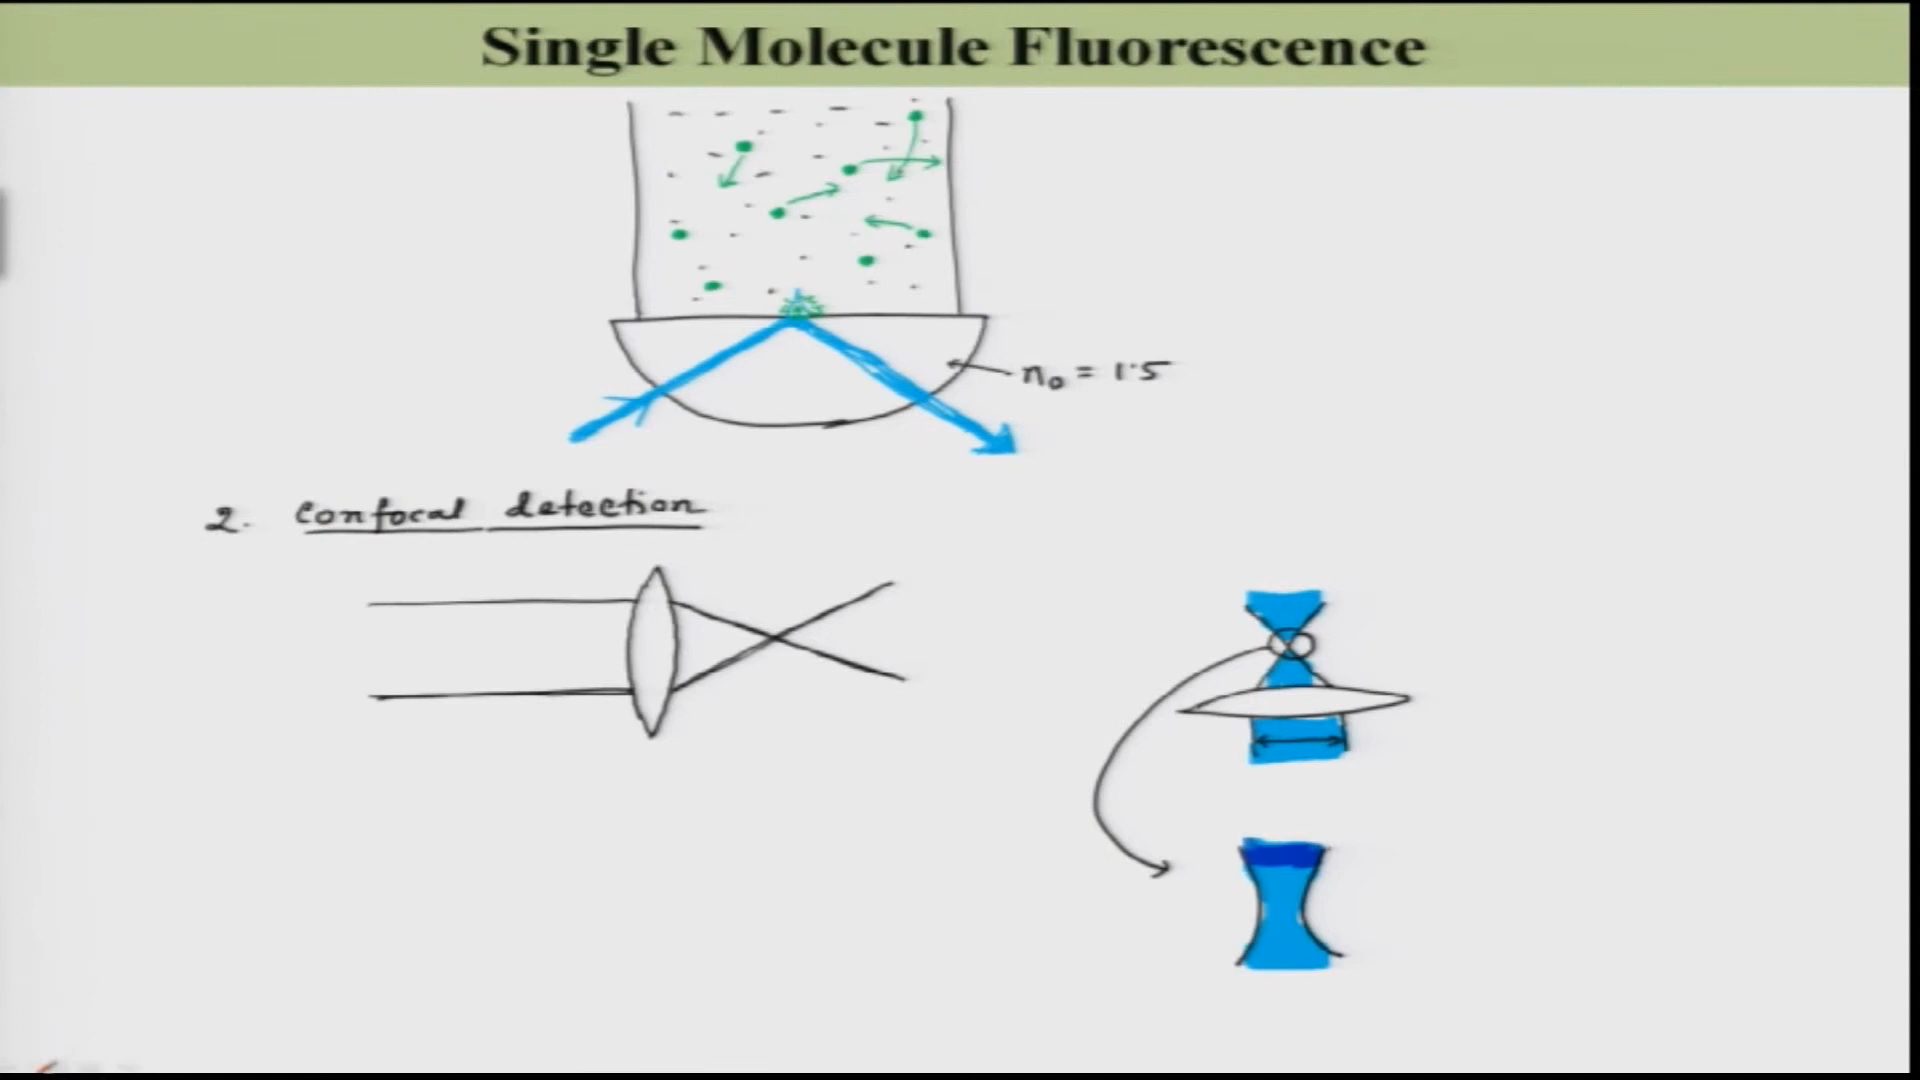 Single Molecule Fluorescence
n₀ = 1.5
2. Confocal detection